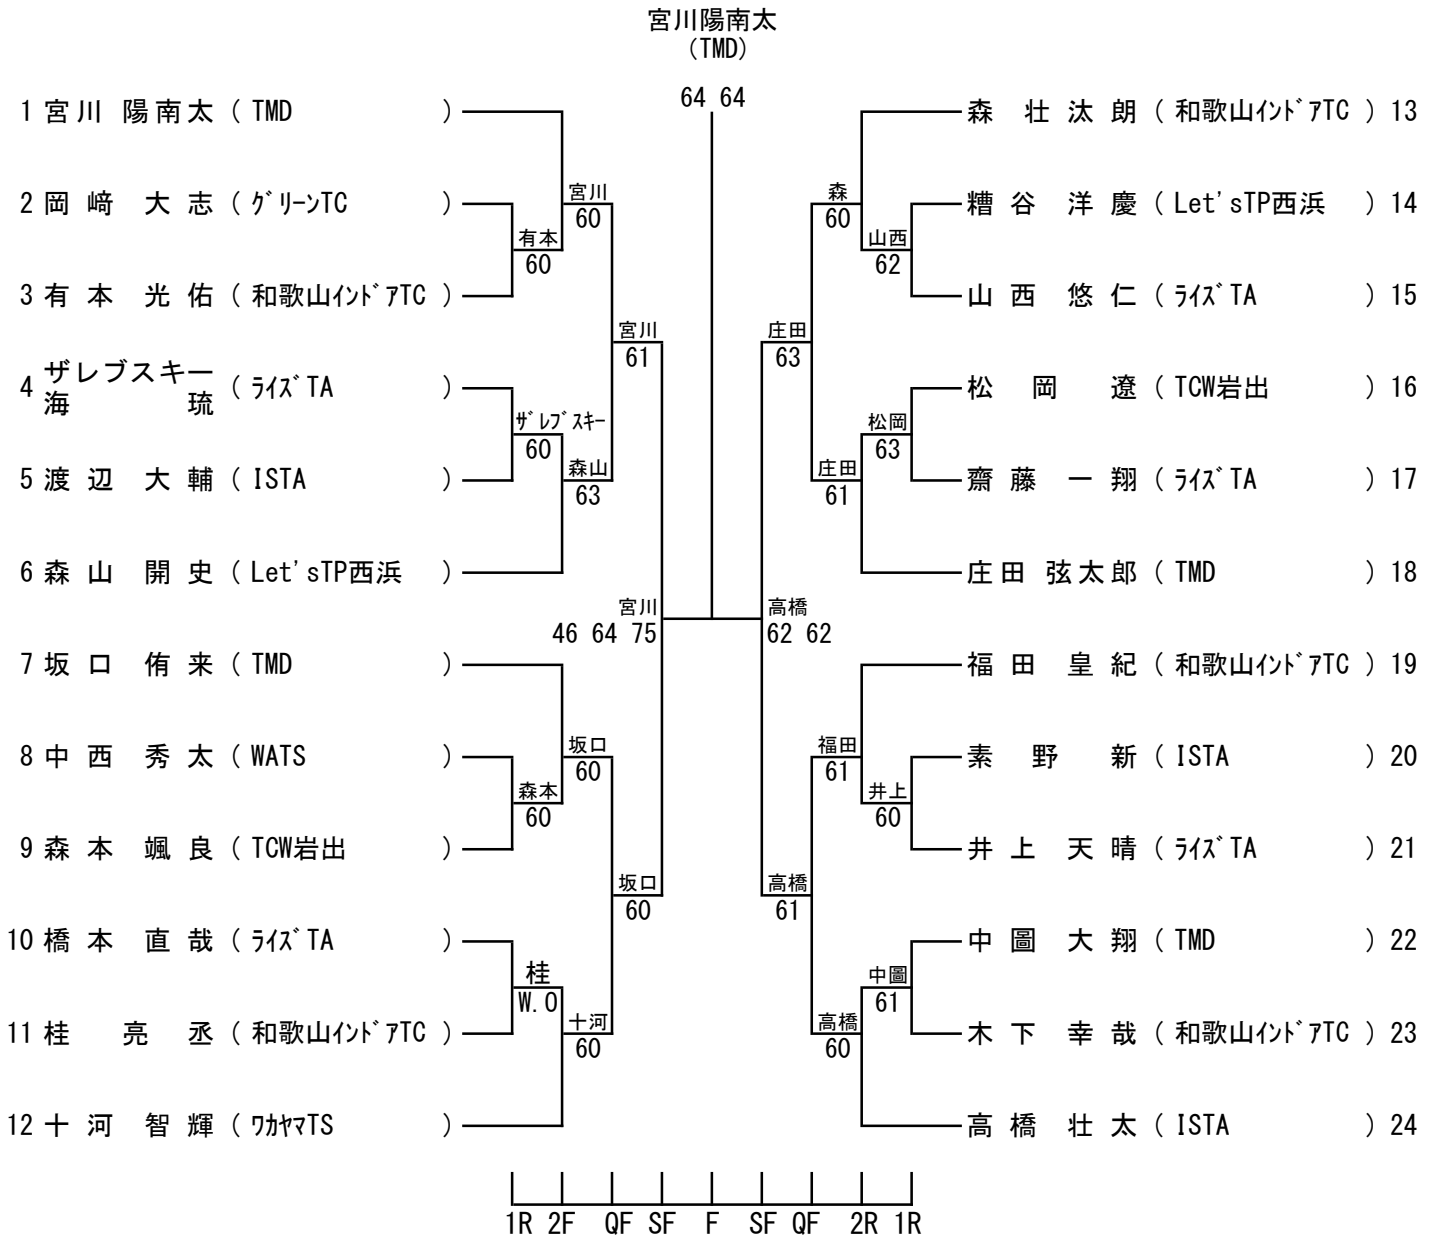 宮川陽南太
(TMD)
64 64
1 宮川 陽南太 ( TMD )
2 岡﨑 大志 ( ｸﾞﾘｰﾝTC )
3 有本 光佑 ( 和歌山ｲﾝﾄﾞｱTC )
4 ザレブスキー 海琉 ( ﾗｲｽﾞTA )
5 渡辺 大輔 ( ISTA )
6 森山 開史 ( Let'sTP西浜 )
7 坂口 侑来 ( TMD )
8 中西 秀太 ( WATS )
9 森本 颯良 ( TCW岩出 )
10 橋本 直哉 ( ﾗｲｽﾞTA )
11 桂 亮丞 ( 和歌山ｲﾝﾄﾞｱTC )
12 十河 智輝 ( ﾜｶﾔﾏTS )
有本
60
ｻﾞﾚﾌﾞｽｷｰ
60
森本
60
桂
W.O
宮川
60
森山
63
坂口
60
十河
60
宮川
61
坂口
60
宮川
46 64 75
高橋
62 62
庄田
63
高橋
61
森
60
庄田
61
福田
61
高橋
60
山西
62
松岡
63
井上
60
中圖
61
森 壮汰朗 ( 和歌山ｲﾝﾄﾞｱTC ) 13
糟谷 洋慶 ( Let'sTP西浜 ) 14
山西 悠仁 ( ﾗｲｽﾞTA ) 15
松岡 遼 ( TCW岩出 ) 16
齋藤 一翔 ( ﾗｲｽﾞTA ) 17
庄田 弦太郎 ( TMD ) 18
福田 皇紀 ( 和歌山ｲﾝﾄﾞｱTC ) 19
素野 新 ( ISTA ) 20
井上 天晴 ( ﾗｲｽﾞTA ) 21
中圖 大翔 ( TMD ) 22
木下 幸哉 ( 和歌山ｲﾝﾄﾞｱTC ) 23
高橋 壮太 ( ISTA ) 24
1R 2F QF SF F SF QF 2R 1R